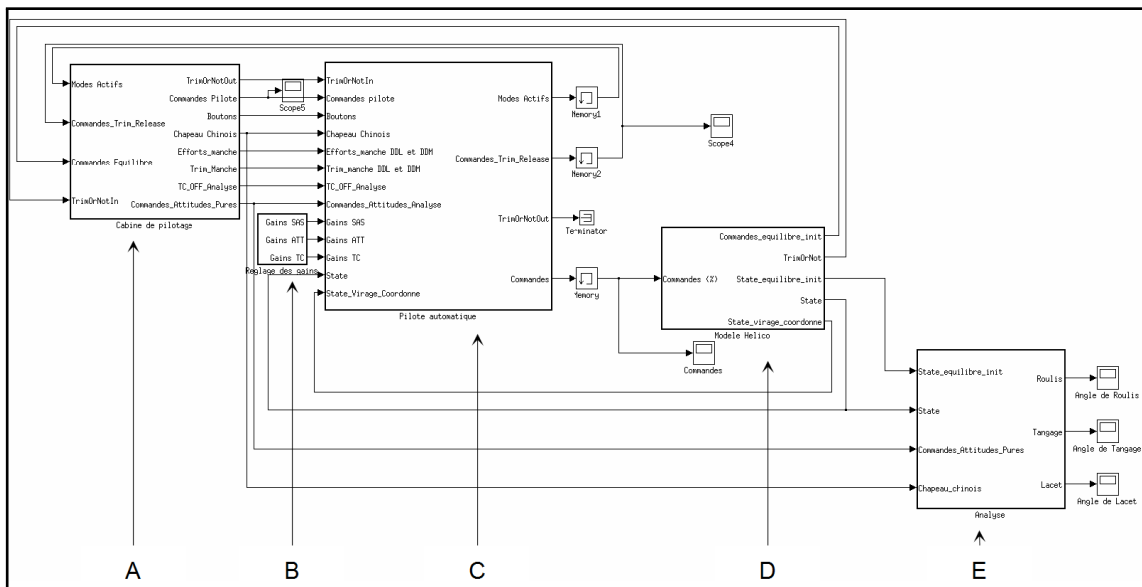 Modes Actifs
Commandes_Trim_Release
Commandes_Equilibre
TrimOrNotIn
TrimOrNotOut
Commandes Pilote
Boutons
Chapeau Chinois
Efforts_manche
Trim_Manche
TC_OFF_Analyse
Commandes_Attitudes_Pures
Cabine de pilotage
Scope5
Gains SAS
Gains ATT
Gains TC
Reglage des gains
TrimOrNotIn
Commandes pilote
Boutons
Chapeau Chinois
Efforts_manche DDL et DDM
Trim_manche DDL et DDM
TC_OFF_Analyse
Commandes_Attitudes_Analyse
Gains SAS
Gains ATT
Gains TC
State
State_Virage_Coordonne
Modes Actifs
Commandes_Trim_Release
TrimOrNotOut
Commandes
Pilote automatique
Memory1
Memory2
Terminator
Memory
Scope4
Commandes
Commandes (%)
Commandes_equilibre_init
TrimOrNot
State_equilibre_init
State
State_virage_coordonne
Modele Helico
State_equilibre_init
State
Commandes_Attitudes_Pures
Chapeau_chinois
Roulis
Tangage
Lacet
Analyse
Angle de Roulis
Angle de Tangage
Angle de Lacet
A
B
C
D
E